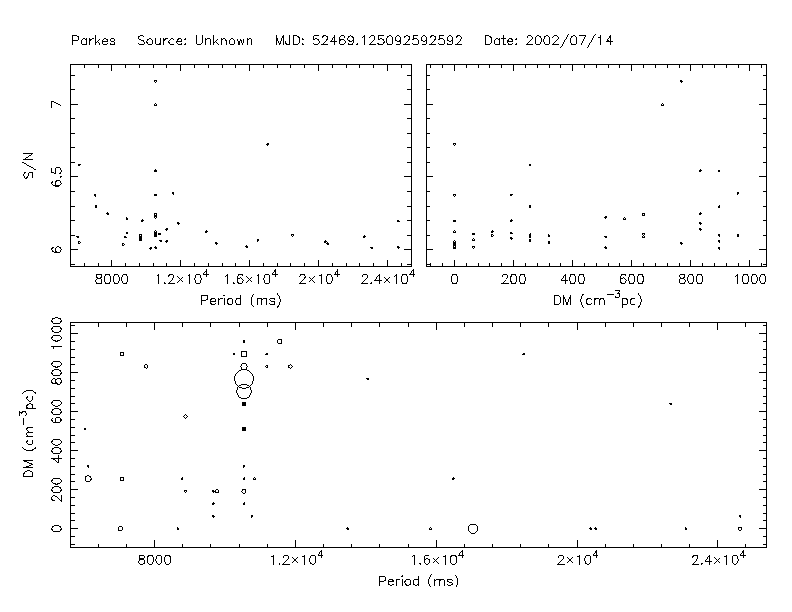 Parkes Source: Unknown MJD: 52469.125092592592 Date: 2002/07/14
S/N
7
6.5
6
8000 1.2×10⁴ 1.6×10⁴ 2×10⁴ 2.4×10⁴
Period (ms)
0 200 400 600 800 1000
DM (cm⁻³pc)
DM (cm⁻³pc)
1000
800
600
400
200
0
8000 1.2×10⁴ 1.6×10⁴ 2×10⁴ 2.4×10⁴
Period (ms)